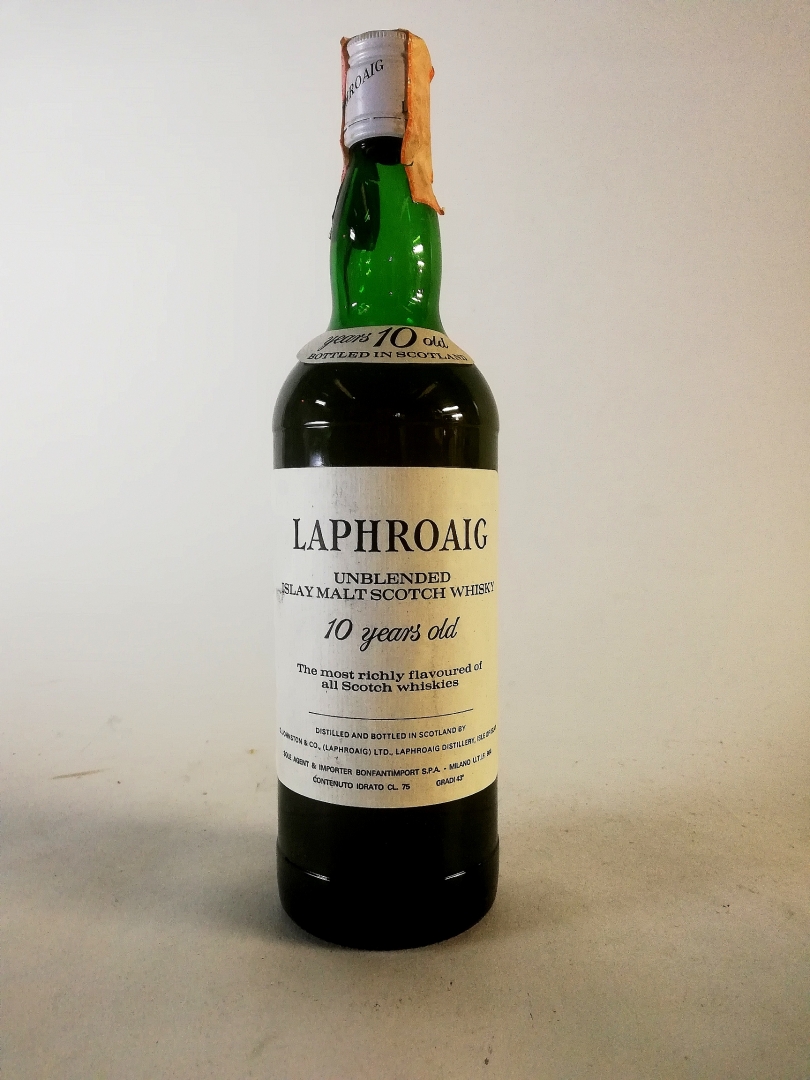 ROAIG
years 10 old
BOTTLED IN SCOTLAND
LAPHROAIG
UNBLENDED
ISLAY MALT SCOTCH WHISKY
10 years old
The most richly flavoured of
all Scotch whiskies
DISTILLED AND BOTTLED IN SCOTLAND BY
JOHNSTON & CO., (LAPHROAIG) LTD., LAPHROAIG DISTILLERY, ISLE OF ISLAY
SOLE AGENT & IMPORTER BONFANTIMPORT S.P.A. - MILANO U.T.I.F. MI
CONTENUTO IDRATO CL. 75 GRADI 43°